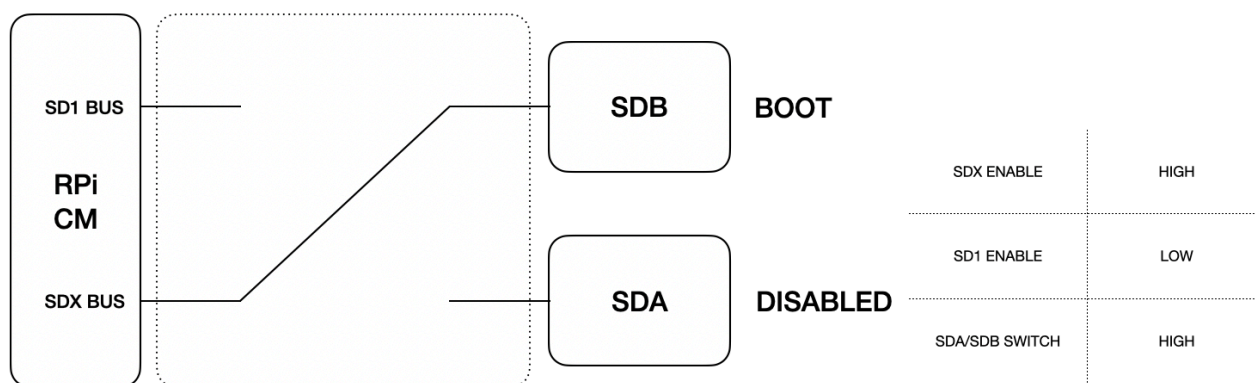 SD1 BUS
RPi
CM
SDX BUS
SDB
BOOT
SDA
DISABLED
SDX ENABLE HIGH
SD1 ENABLE LOW
SDA/SDB SWITCH HIGH